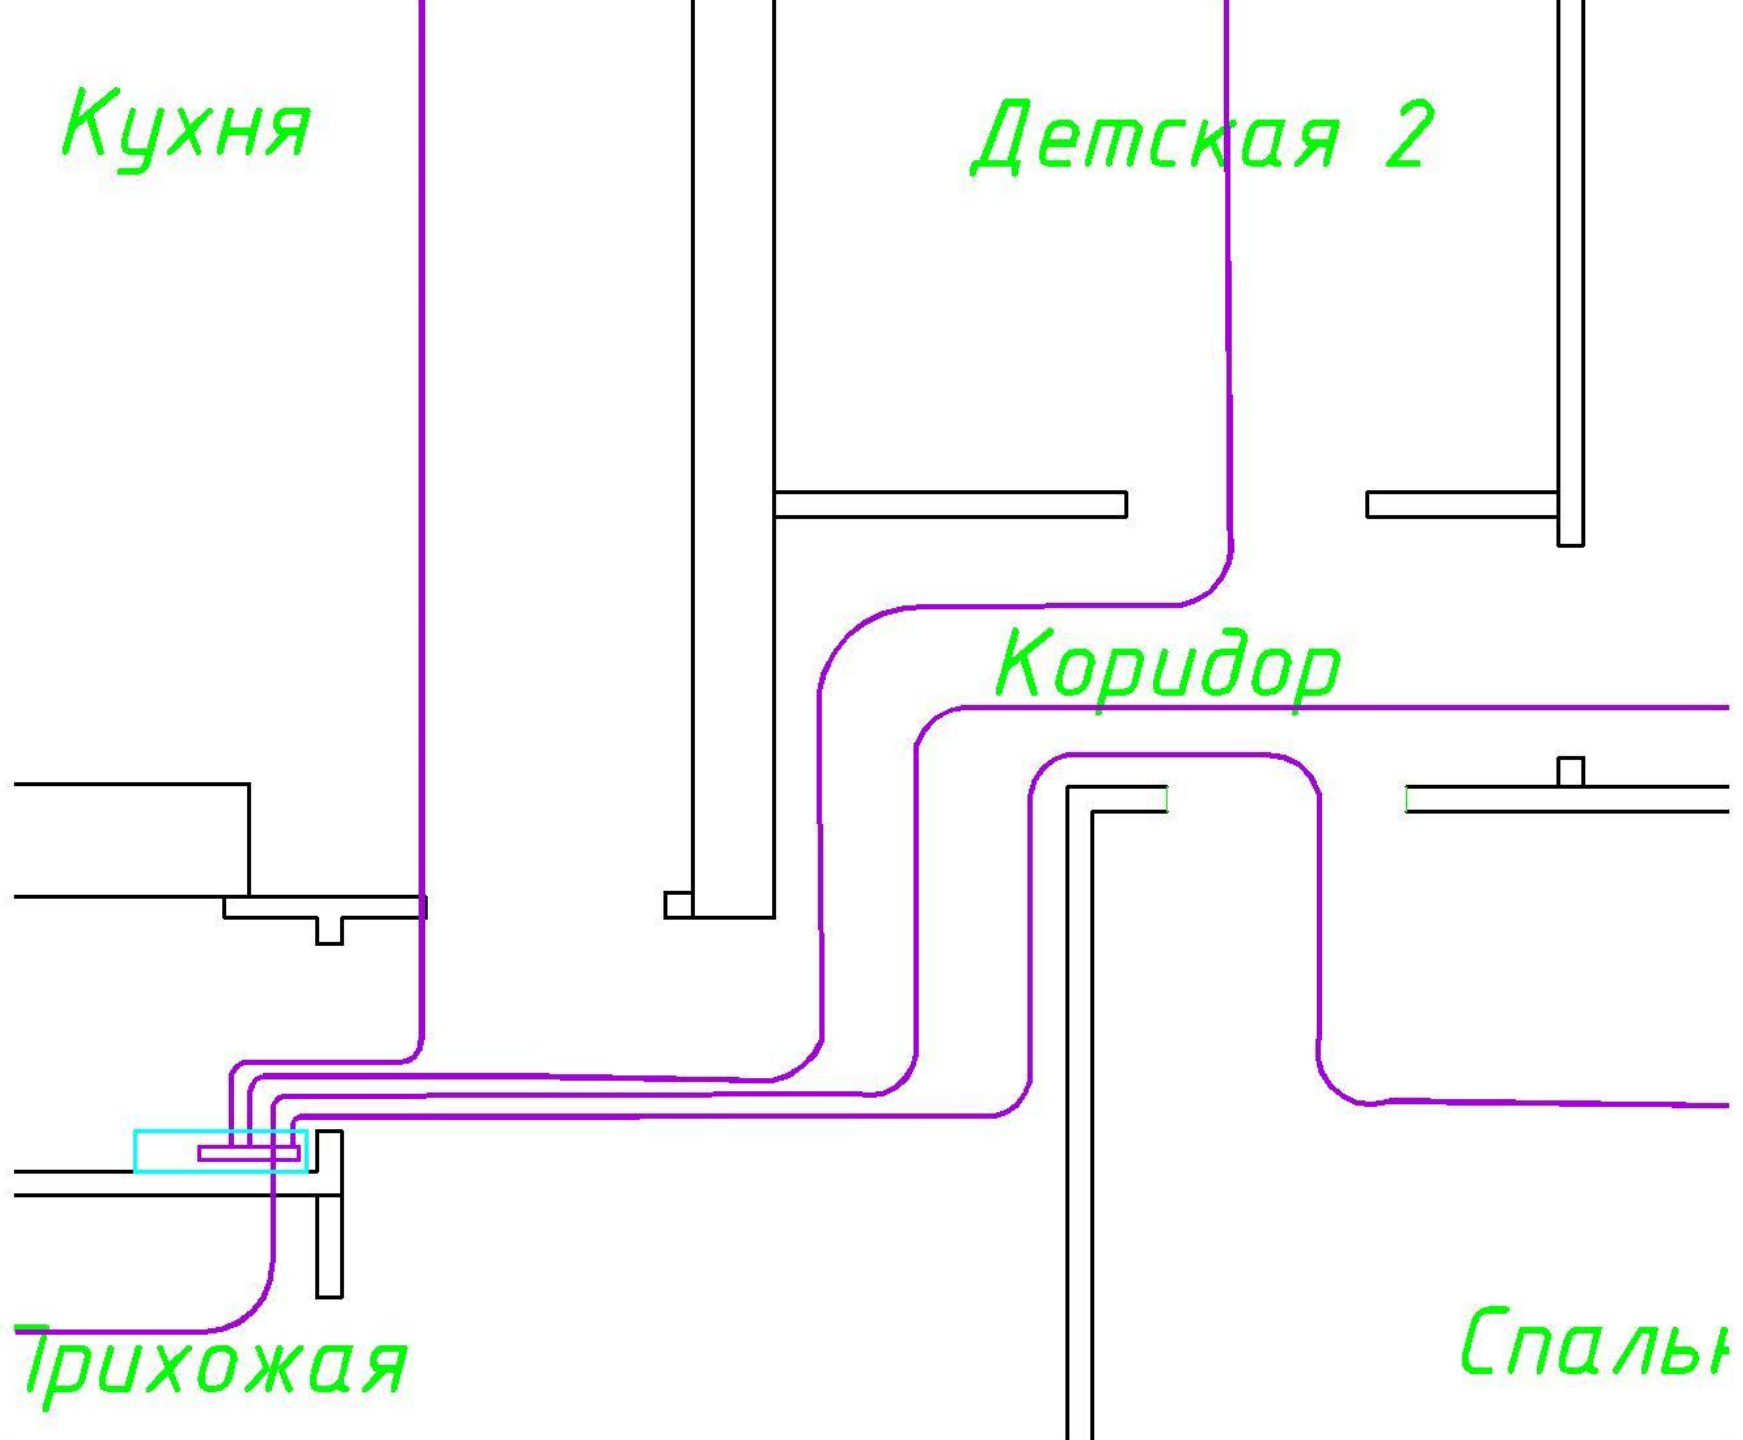 Кухня
Детская 2
Коридор
Прихожая
Спальн